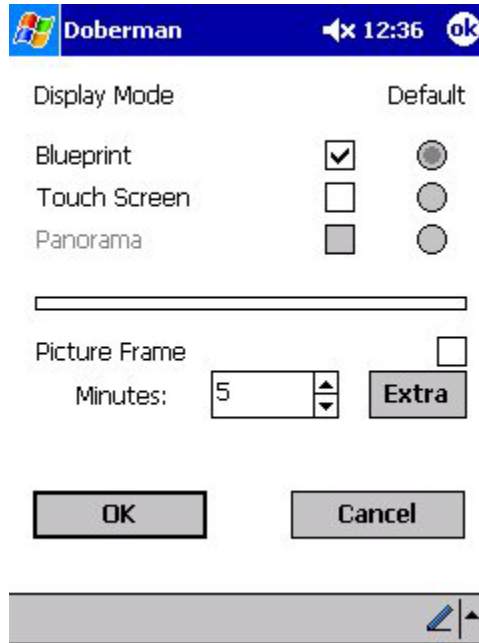 Doberman 12:36 ok
Display Mode Default
Blueprint
Touch Screen
Panorama
Picture Frame
Minutes: 5 Extra
OK Cancel